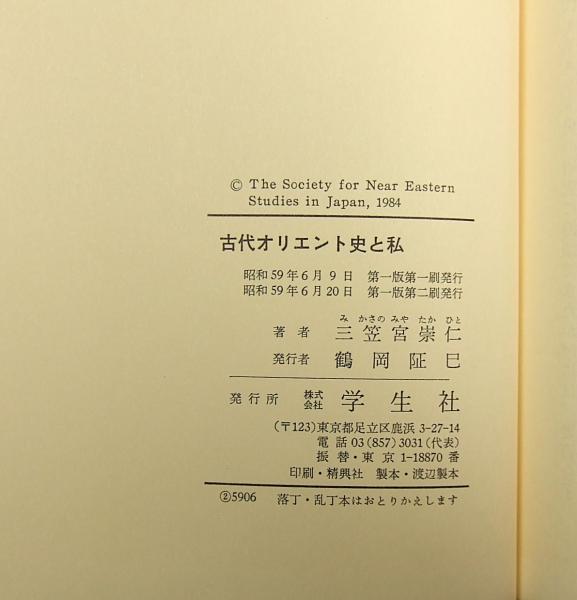 © The Society for Near Eastern
Studies in Japan, 1984
古代オリエント史と私
昭和59年6月9日 第一版第一刷発行
昭和59年6月20日 第一版第二刷発行
み かさの みや たか ひと
著者 三笠宮崇仁
発行者 鶴岡阷巳
発行所 株式会社 学生社
(〒123)東京都足立区鹿浜3-27-14
電話 03(857)3031(代表)
振替・東京 1-18870番
印刷・精興社 製本・渡辺製本
②5906 落丁・乱丁本はおとりかえします